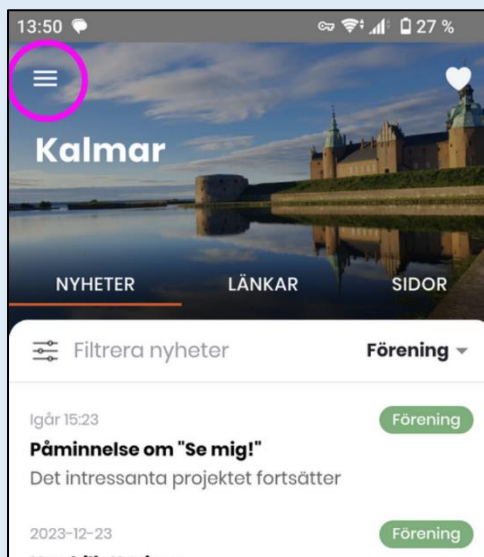 13:50 27 %
Kalmar
NYHETER LÄNKAR SIDOR
Filtrera nyheter Förening
Igår 15:23 Förening
Påminnelse om "Se mig!"
Det intressanta projektet fortsätter
2023-12-23 Förening